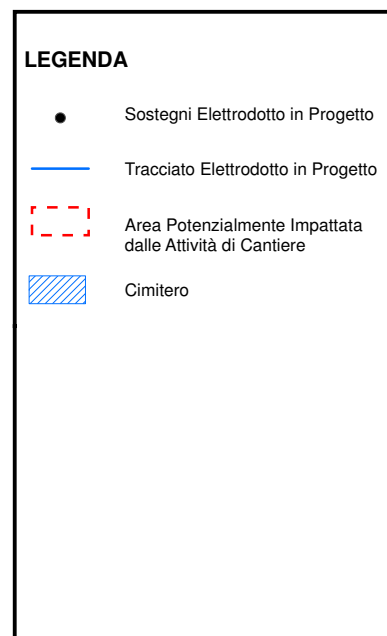 LEGENDA
Sostegni Elettrodotto in Progetto
Tracciato Elettrodotto in Progetto
Area Potenzialmente Impattata
dalle Attività di Cantiere
Cimitero